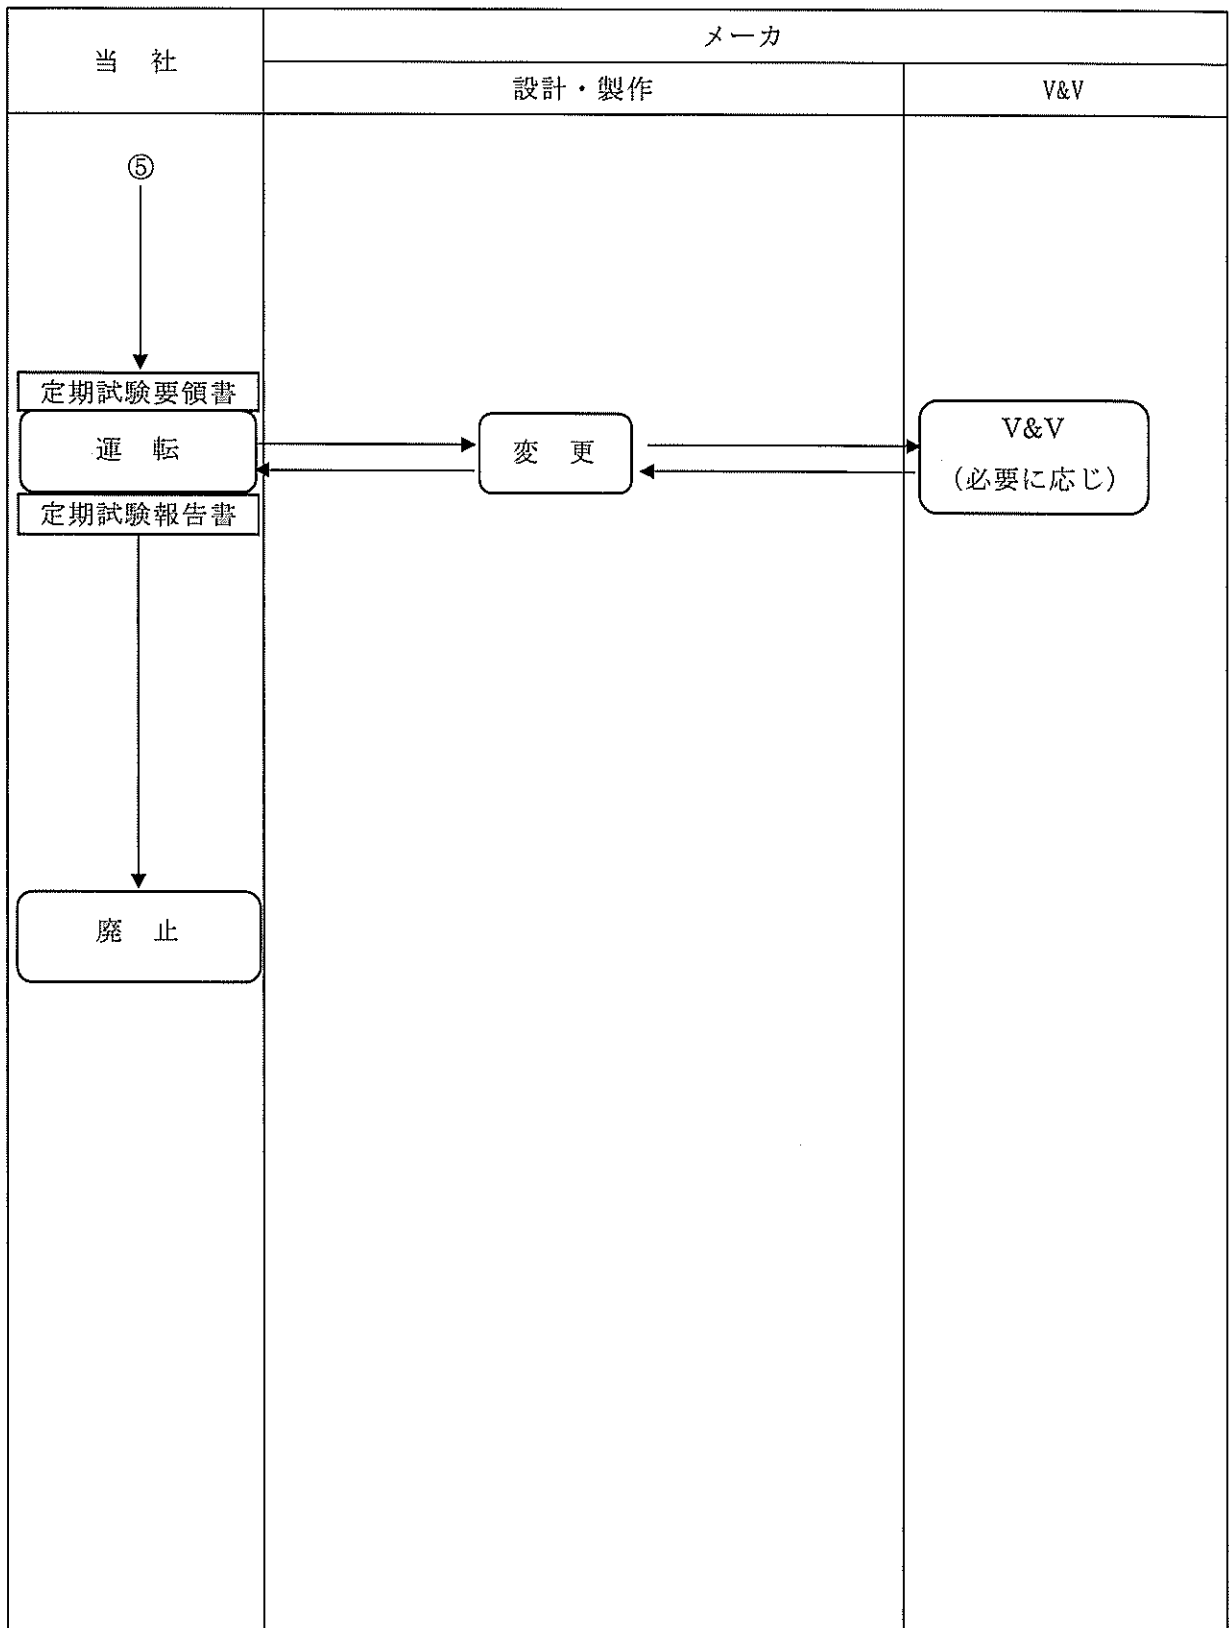 当　社
メーカ
設計・製作
V&V
⑤
定期試験要領書
運　転
定期試験報告書
変　更
V&V
（必要に応じ）
廃　止